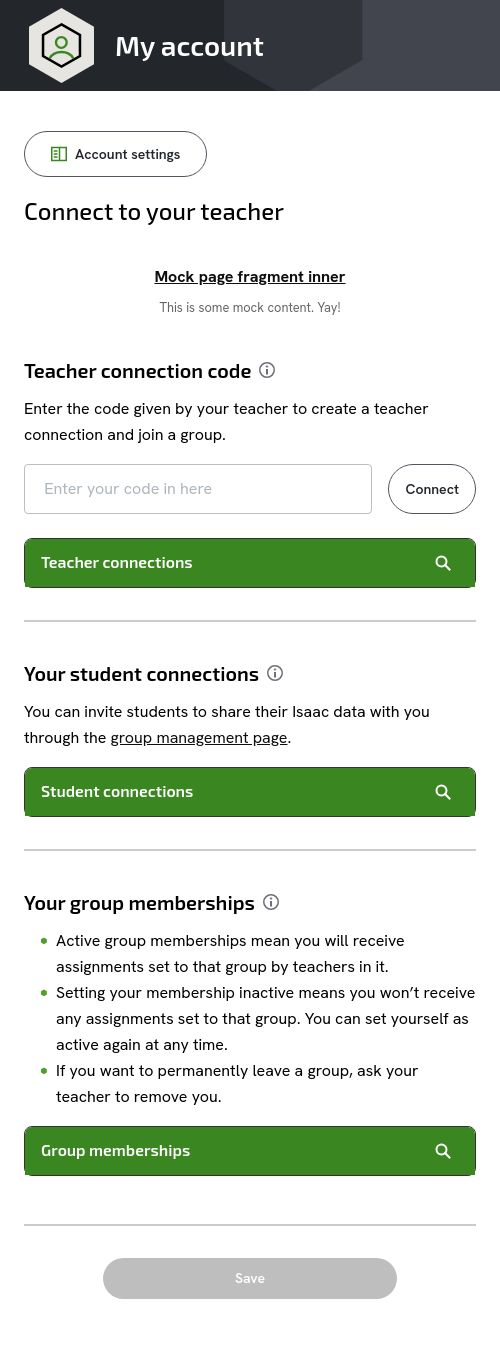 My account
Account settings
Connect to your teacher
Mock page fragment inner
This is some mock content. Yay!
Teacher connection code
Enter the code given by your teacher to create a teacher
connection and join a group.
Enter your code in here
Connect
Teacher connections
Your student connections
You can invite students to share their Isaac data with you
through the group management page.
Student connections
Your group memberships
Active group memberships mean you will receive
assignments set to that group by teachers in it.
Setting your membership inactive means you won’t receive
any assignments set to that group. You can set yourself as
active again at any time.
If you want to permanently leave a group, ask your
teacher to remove you.
Group memberships
Save